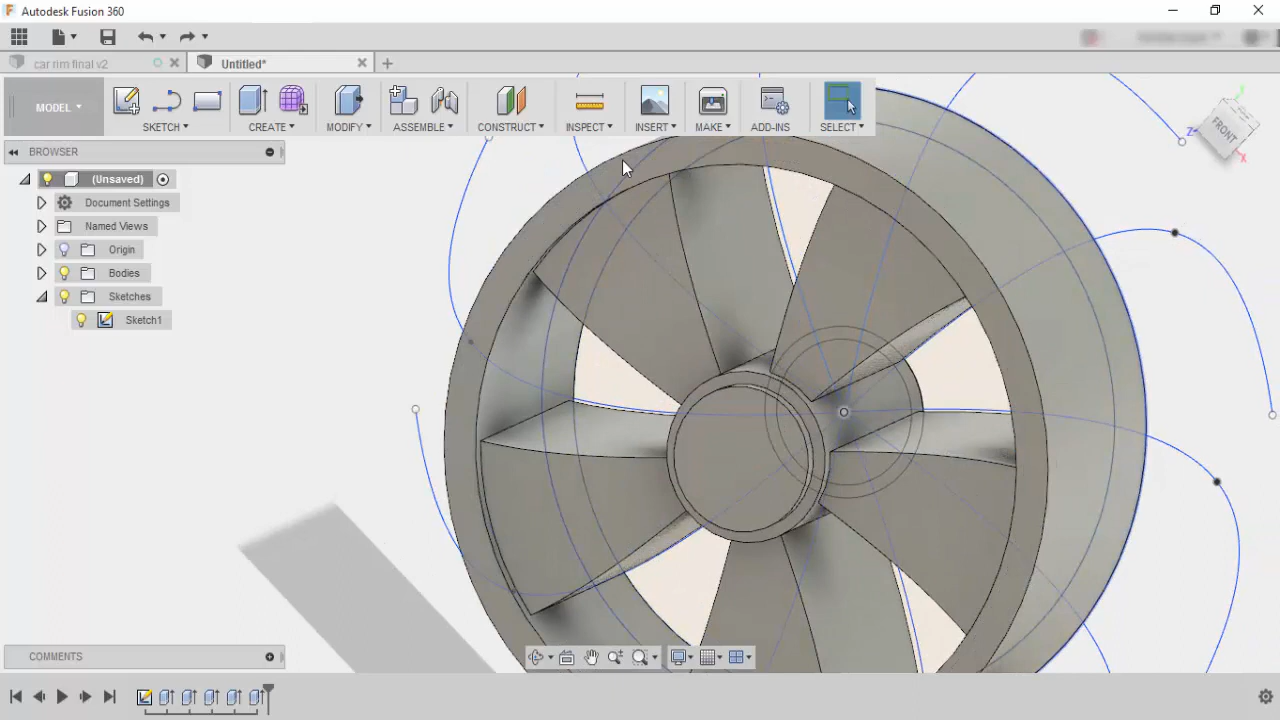 Autodesk Fusion 360
car rim final v2
Untitled*
MODEL
SKETCH
CREATE
MODIFY
ASSEMBLE
CONSTRUCT
INSPECT
INSERT
MAKE
ADD-INS
SELECT
FRONT
Z
X
BROWSER
(Unsaved)
Document Settings
Named Views
Origin
Bodies
Sketches
Sketch1
COMMENTS